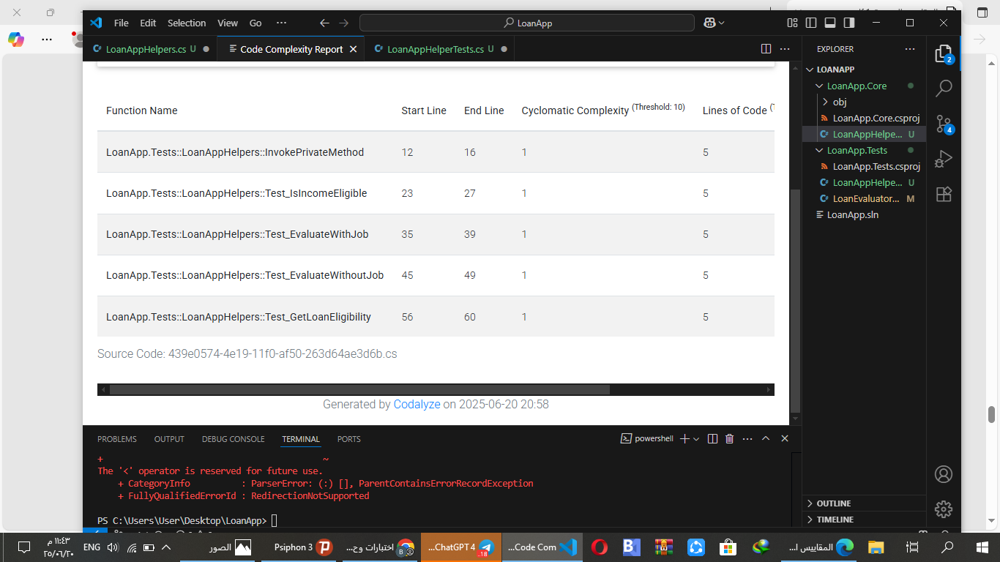 File Edit Selection View Go ··· LoanApp
LoanAppHelpers.cs U
Code Complexity Report
LoanAppHelperTests.cs U
Function Name Start Line End Line Cyclomatic Complexity (Threshold: 10) Lines of Code
LoanApp.Tests::LoanAppHelpers::InvokePrivateMethod 12 16 1 5
LoanApp.Tests::LoanAppHelpers::Test_IsIncomeEligible 23 27 1 5
LoanApp.Tests::LoanAppHelpers::Test_EvaluateWithJob 35 39 1 5
LoanApp.Tests::LoanAppHelpers::Test_EvaluateWithoutJob 45 49 1 5
LoanApp.Tests::LoanAppHelpers::Test_GetLoanEligibility 56 60 1 5
Source Code: 439e0574-4e19-11f0-af50-263d64ae3d6b.cs
Generated by Codalyze on 2025-06-20 20:58
PROBLEMS OUTPUT DEBUG CONSOLE TERMINAL PORTS
powershell
+ ~
The '<' operator is reserved for future use.
+ CategoryInfo : ParserError: (:) [], ParentContainsErrorRecordException
+ FullyQualifiedErrorId : RedirectionNotSupported
PS C:\Users\User\Desktop\LoanApp>
EXPLORER
LOANAPP
LoanApp.Core
obj
LoanApp.Core.csproj
LoanAppHelpe... U
LoanApp.Tests
LoanApp.Tests.csproj
LoanAppHelpe... U
LoanEvaluator... M
LoanApp.sln
OUTLINE
TIMELINE
2
4
١١:٤٣ م
٢٥/٠٦/٢٠
ENG
الصور
Psiphon 3
اختبارات وح...
ChatGPT 4...
18
Code Com...
المقاييس ا...